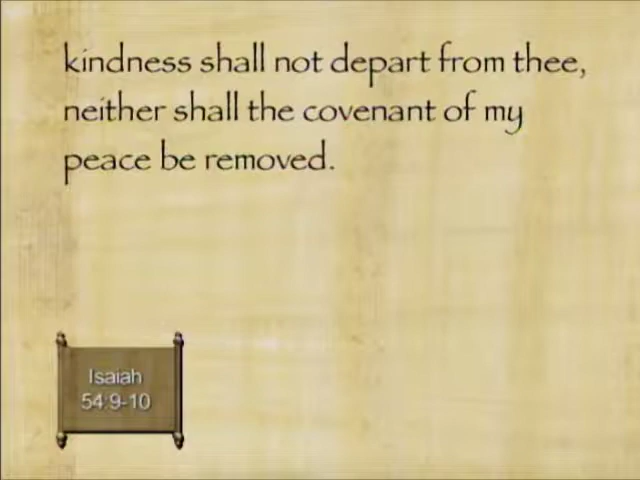 kindness shall not depart from thee,
neither shall the covenant of my
peace be removed.
Isaiah
54:9-10